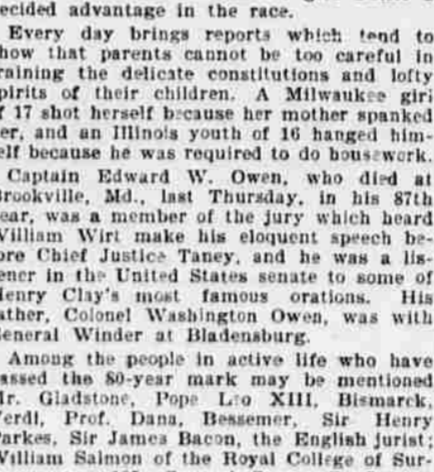 ecided advantage in the race.
Every day brings reports which tend to
how that parents cannot be too careful in
raining the delicate constitutions and lofty
pirits of their children. A Milwaukee girl
f 17 shot herself because her mother spanked
er, and an Illinois youth of 16 hanged him-
elf because he was required to do housework.
Captain Edward W. Owen, who died at
Brookville, Md., last Thursday, in his 87th
ear, was a member of the jury which heard
William Wirt make his eloquent speech be-
ore Chief Justice Taney, and he was a lis-
ener in the United States senate to some of
Henry Clay's most famous orations. His
ather, Colonel Washington Owen, was with
General Winder at Bladensburg.
Among the people in active life who have
assed the 80-year mark may be mentioned
Mr. Gladstone, Pope Leo XIII, Bismarck,
Verdi, Prof. Dana, Bessemer, Sir Henry
Parkes, Sir James Bacon, the English jurist;
William Salmon of the Royal College of Sur-